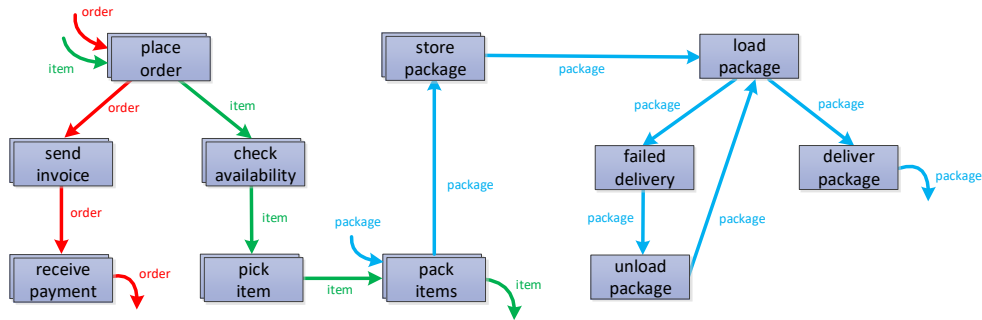 order
place
order
item
order
item
send
invoice
check
availability
order
item
receive
payment
order
pick
item
item
package
pack
items
item
package
store
package
package
load
package
package
package
failed
delivery
deliver
package
package
package
package
unload
package